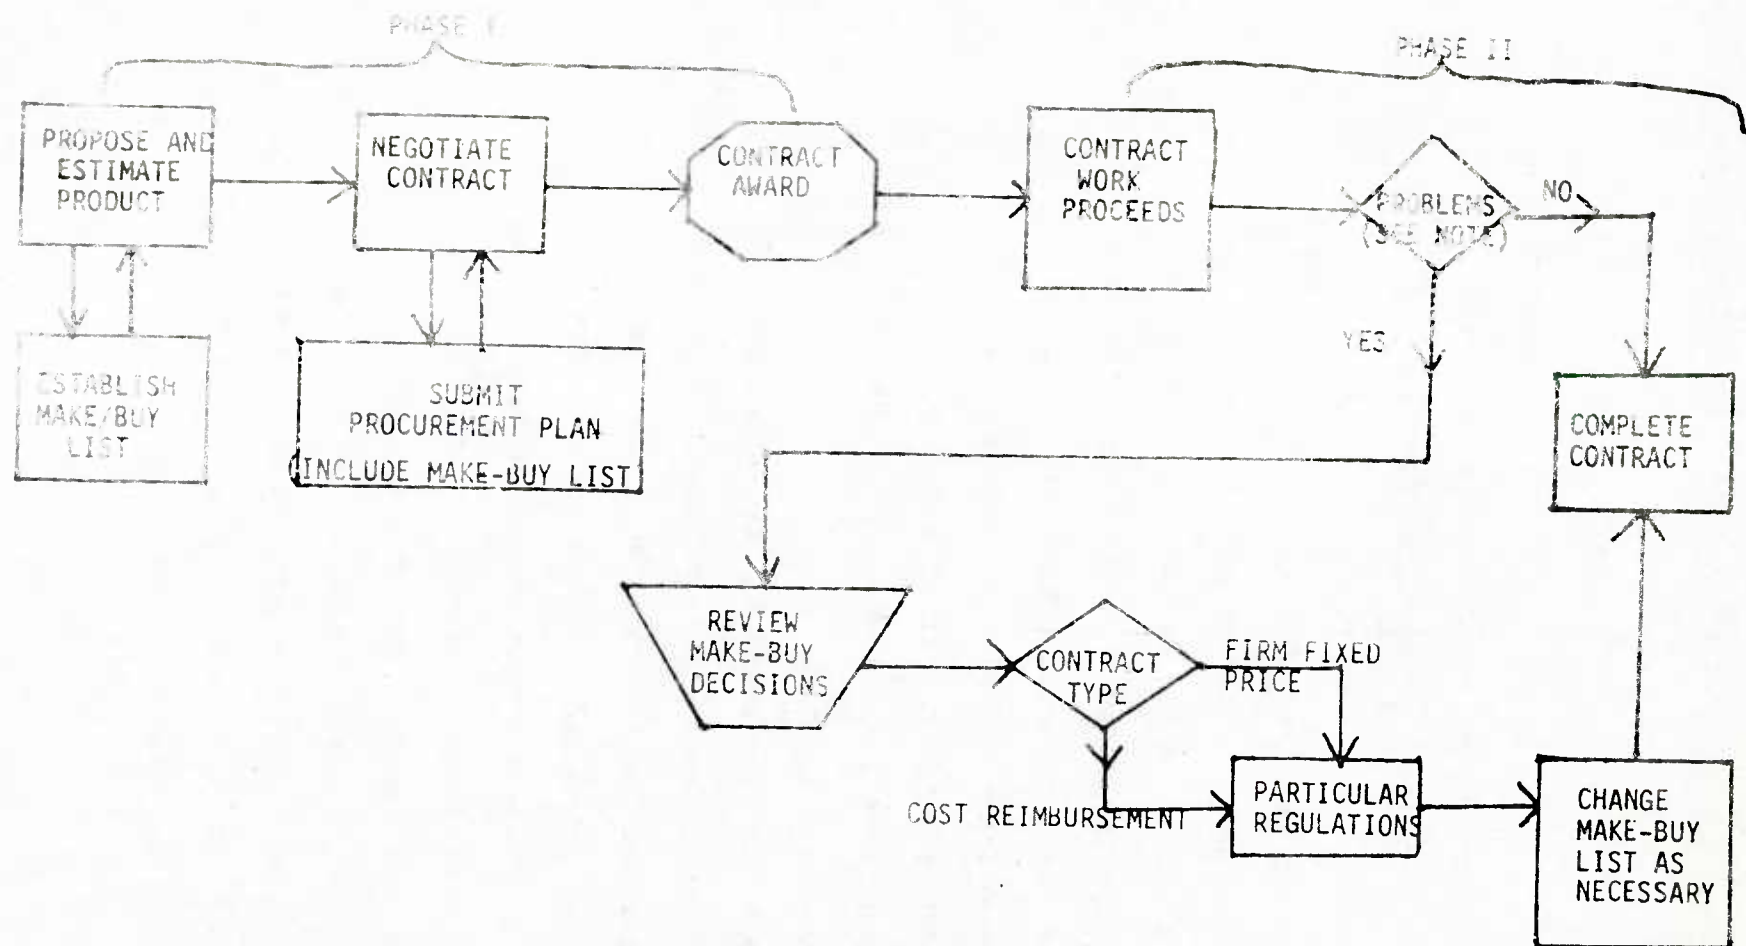 PHASE I
PHASE II
PROPOSE AND
ESTIMATE
PRODUCT
NEGOTIATE
CONTRACT
CONTRACT
AWARD
CONTRACT
WORK
PROCEEDS
PROBLEMS
(SEE NOTE)
NO
YES
ESTABLISH
MAKE/BUY
LIST
SUBMIT
PROCUREMENT PLAN
(INCLUDE MAKE-BUY LIST
COMPLETE
CONTRACT
REVIEW
MAKE-BUY
DECISIONS
CONTRACT
TYPE
FIRM FIXED
PRICE
COST REIMBURSEMENT
PARTICULAR
REGULATIONS
CHANGE
MAKE-BUY
LIST AS
NECESSARY